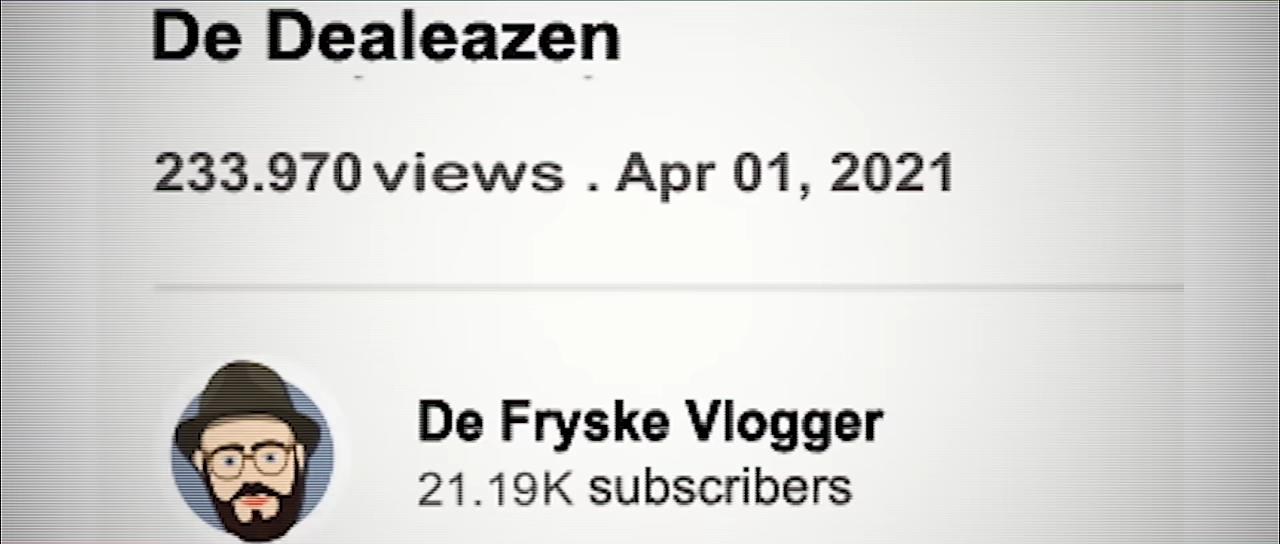 De Dealeazen
233.970 views . Apr 01, 2021
De Fryske Vlogger
21.19K subscribers